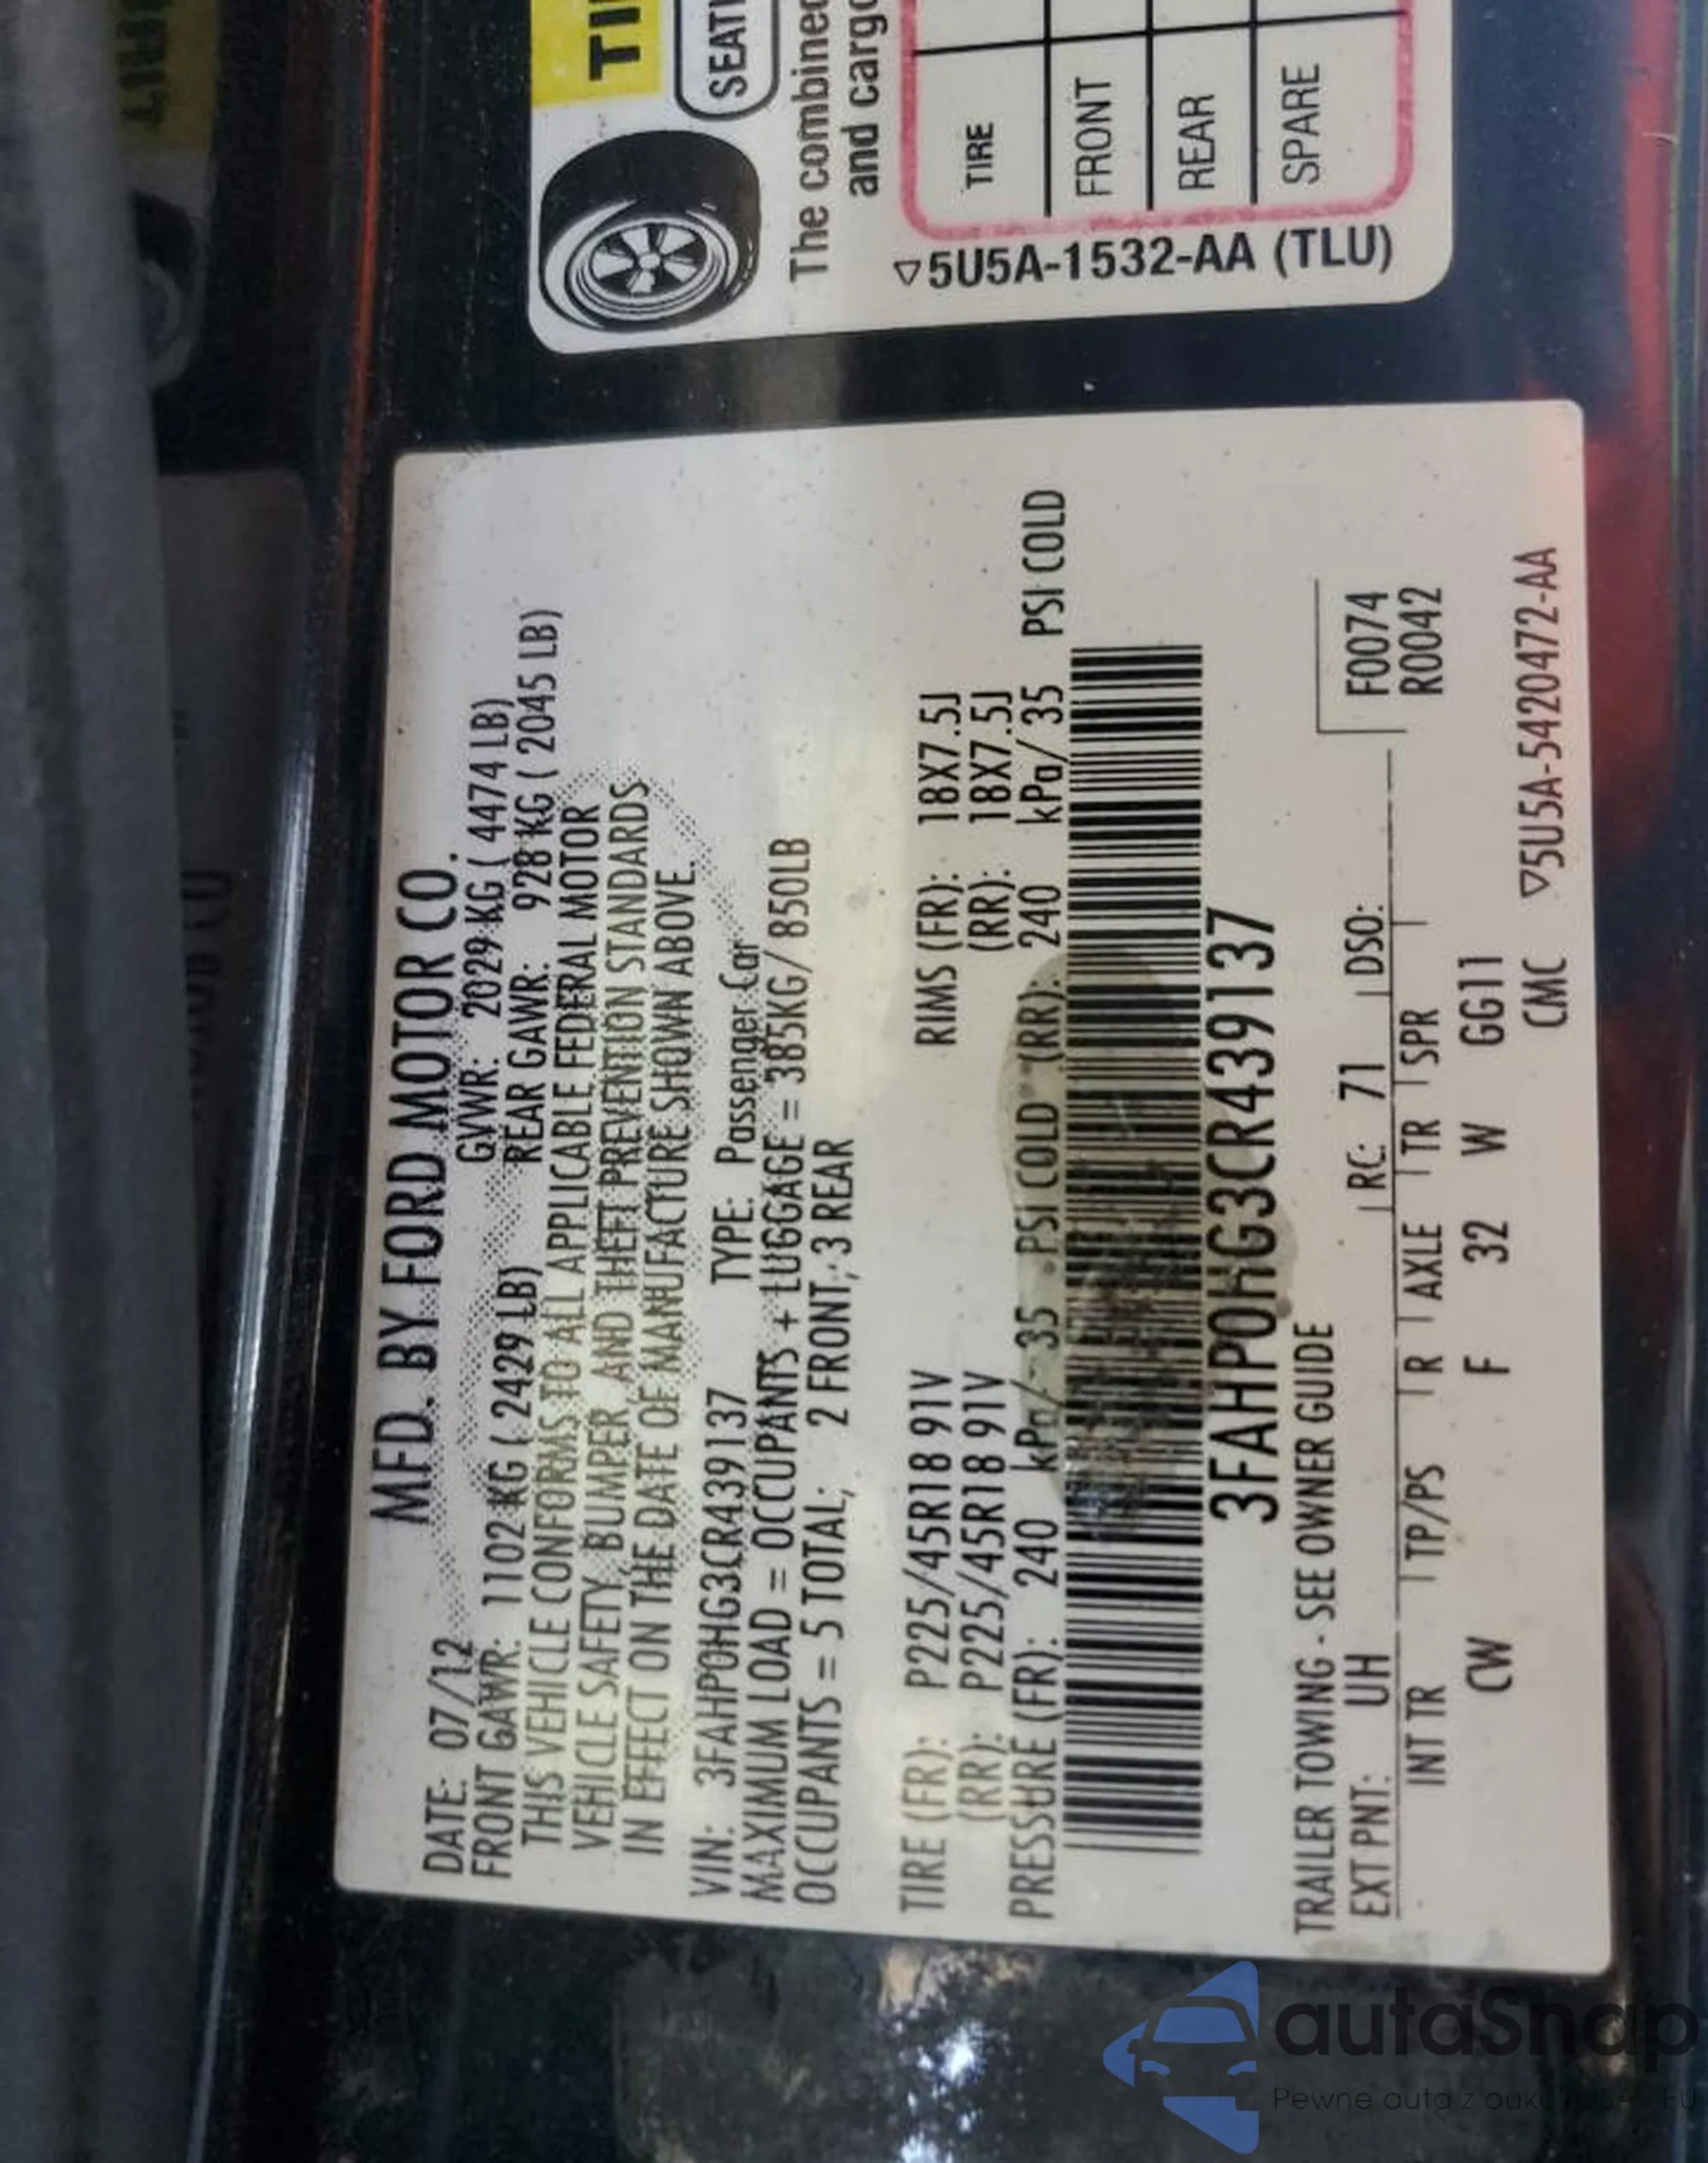 MFD. BY FORD MOTOR CO.
DATE: 07/12 GVWR: 2029 KG ( 4474 LB)
FRONT GAWR: 1102 KG ( 2429 LB) REAR GAWR: 928 KG ( 2045 LB)
THIS VEHICLE CONFORMS TO ALL APPLICABLE FEDERAL MOTOR
VEHICLE SAFETY, BUMPER, AND THEFT PREVENTION STANDARDS
IN EFFECT ON THE DATE OF MANUFACTURE SHOWN ABOVE.
VIN: 3FAHP0HG3CR439137 TYPE: Passenger Car
MAXIMUM LOAD = OCCUPANTS + LUGGAGE = 385KG/ 850LB
OCCUPANTS = 5 TOTAL; 2 FRONT, 3 REAR
TIRE (FR): P225/45R18 91V RIMS (FR): 18X7.5J
(RR): P225/45R18 91V (RR): 18X7.5J
PRESSURE (FR): 240 kPa/ 35 PSI COLD (RR): 240 kPa/ 35 PSI COLD
3FAHP0HG3CR439137
TRAILER TOWING - SEE OWNER GUIDE
EXT PNT: UH RC: 71 DSO: F0074
INT TR TP/PS R AXLE TR SPR R0042
CW F 32 W GG11
CMC ▽5U5A-5420472-AA
TI
SEATI
The combined
and cargo
TIRE
FRONT
REAR
SPARE
▽5U5A-1532-AA (TLU)
autaShop
Pewne auta z